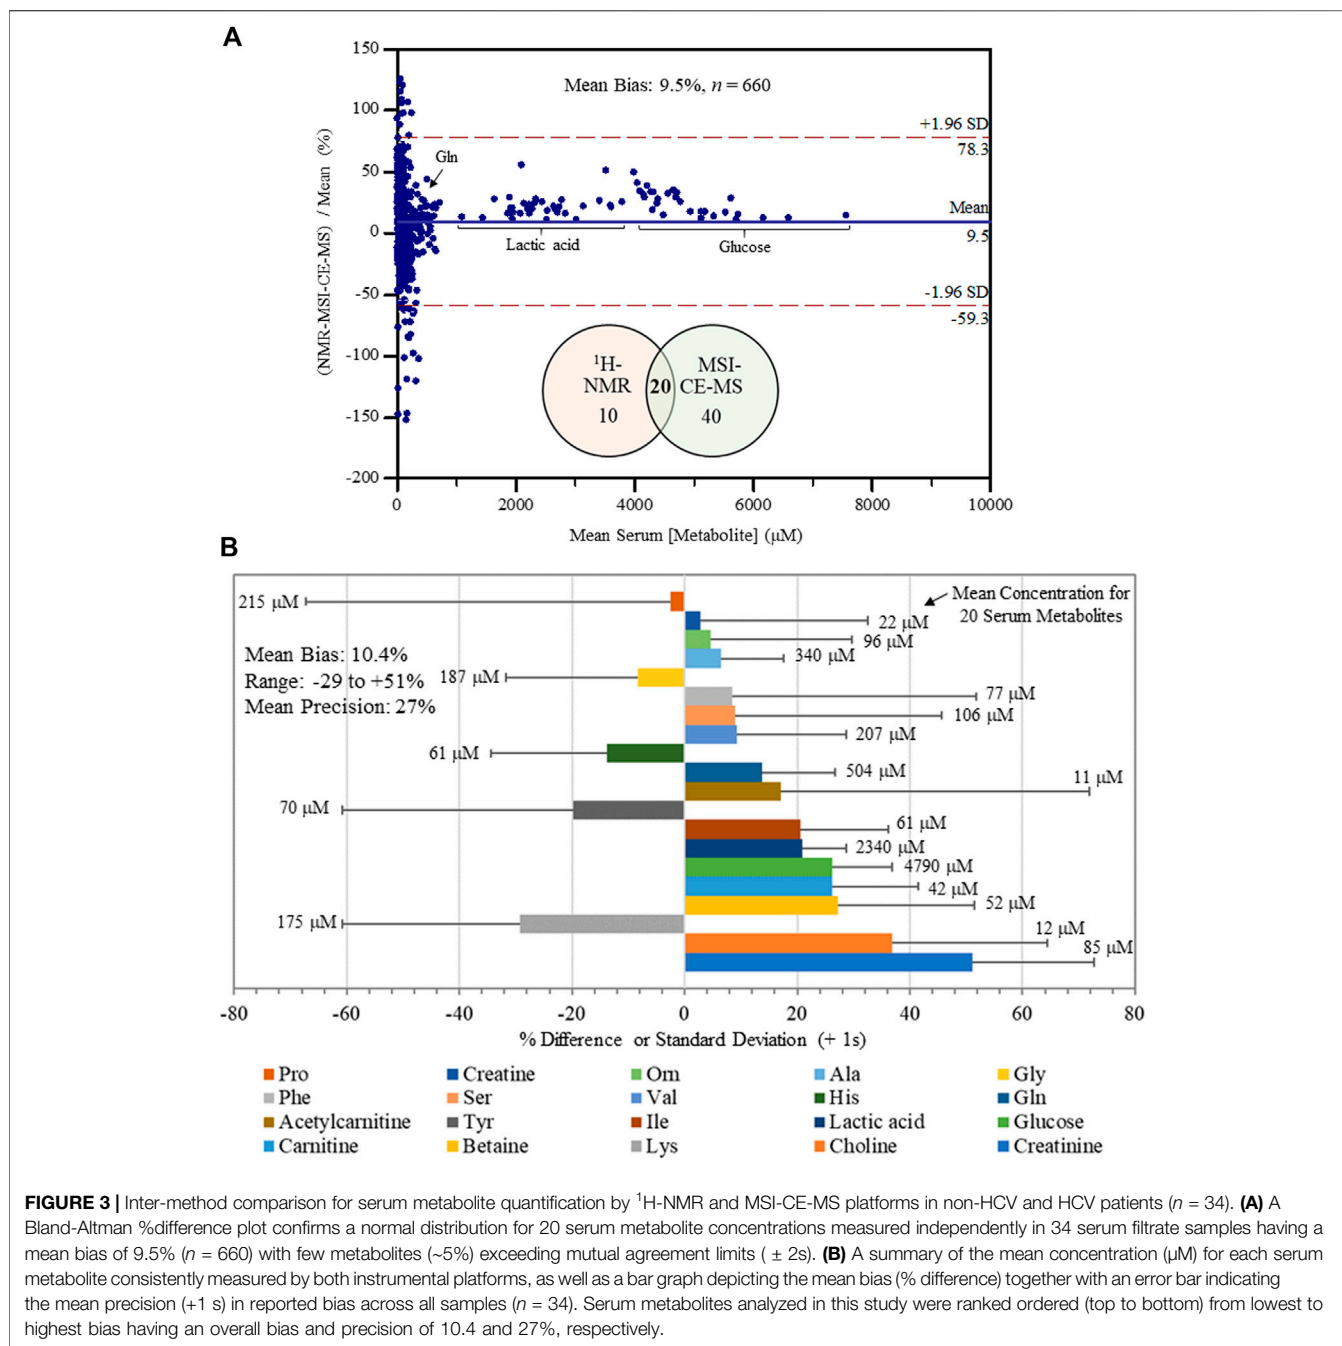 A
150
100
50
0
-50
-100
-150
-200
(NMR-MSI-CE-MS) / Mean (%)
Mean Bias: 9.5%, n = 660
+1.96 SD
78.3
Gln
Mean
9.5
Lactic acid
Glucose
-1.96 SD
-59.3
¹H-
NMR
10
20
MSI-
CE-MS
40
0
2000
4000
6000
8000
10000
Mean Serum [Metabolite] (µM)
B
Mean Concentration for
20 Serum Metabolites
Mean Bias: 10.4%
Range: -29 to +51%
Mean Precision: 27%
215 µM
22 µM
96 µM
340 µM
187 µM
77 µM
106 µM
207 µM
61 µM
504 µM
11 µM
70 µM
61 µM
2340 µM
4790 µM
42 µM
52 µM
175 µM
12 µM
85 µM
-80
-60
-40
-20
0
20
40
60
80
% Difference or Standard Deviation (+ 1s)
Pro Creatine Orn Ala Gly
Phe Ser Val His Gln
Acetylcarnitine Tyr Ile Lactic acid Glucose
Carnitine Betaine Lys Choline Creatinine
FIGURE 3 | Inter-method comparison for serum metabolite quantification by ¹H-NMR and MSI-CE-MS platforms in non-HCV and HCV patients (n = 34). (A) A
Bland-Altman %difference plot confirms a normal distribution for 20 serum metabolite concentrations measured independently in 34 serum filtrate samples having a
mean bias of 9.5% (n = 660) with few metabolites (~5%) exceeding mutual agreement limits ( ± 2s). (B) A summary of the mean concentration (µM) for each serum
metabolite consistently measured by both instrumental platforms, as well as a bar graph depicting the mean bias (% difference) together with an error bar indicating
the mean precision (+1 s) in reported bias across all samples (n = 34). Serum metabolites analyzed in this study were ranked ordered (top to bottom) from lowest to
highest bias having an overall bias and precision of 10.4 and 27%, respectively.